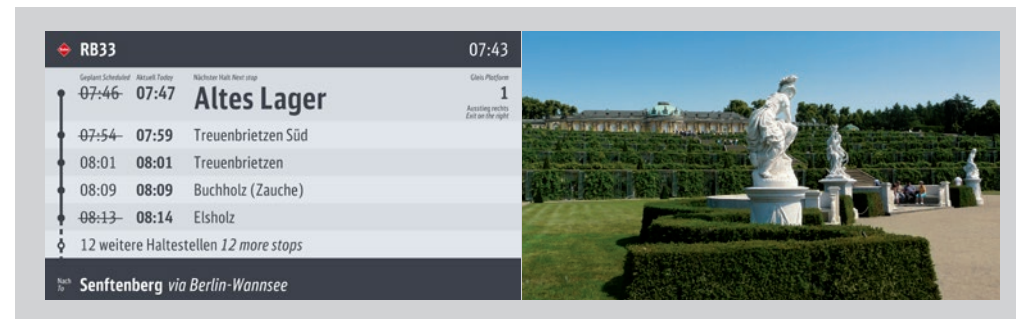 RB33 07:43
Geplant Scheduled Aktuell Today Nächster Halt Next stop Gleis Platform
07:46 07:47 Altes Lager 1
Ausstieg rechts
Exit on the right
07:54 07:59 Treuenbrietzen Süd
08:01 08:01 Treuenbrietzen
08:09 08:09 Buchholz (Zauche)
08:13 08:14 Elsholz
12 weitere Haltestellen 12 more stops
Nach
To
Senftenberg via Berlin-Wannsee